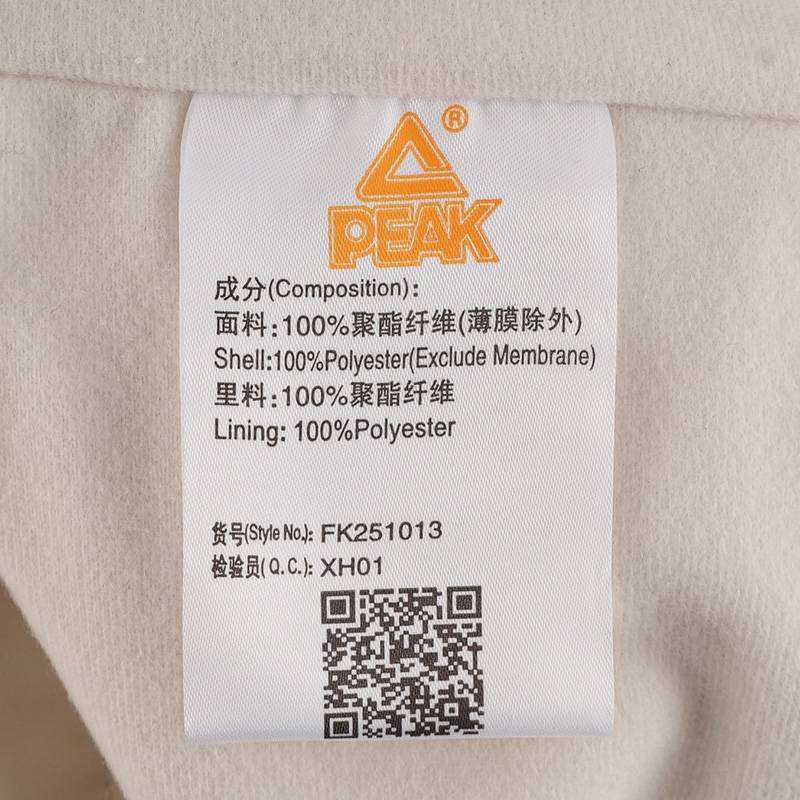 ®
PEAK
成分(Composition):
面料:100%聚酯纤维(薄膜除外)
Shell:100%Polyester(Exclude Membrane)
里料:100%聚酯纤维
Lining: 100%Polyester
货号(Style No.): FK251013
检验员(Q.C.): XH01